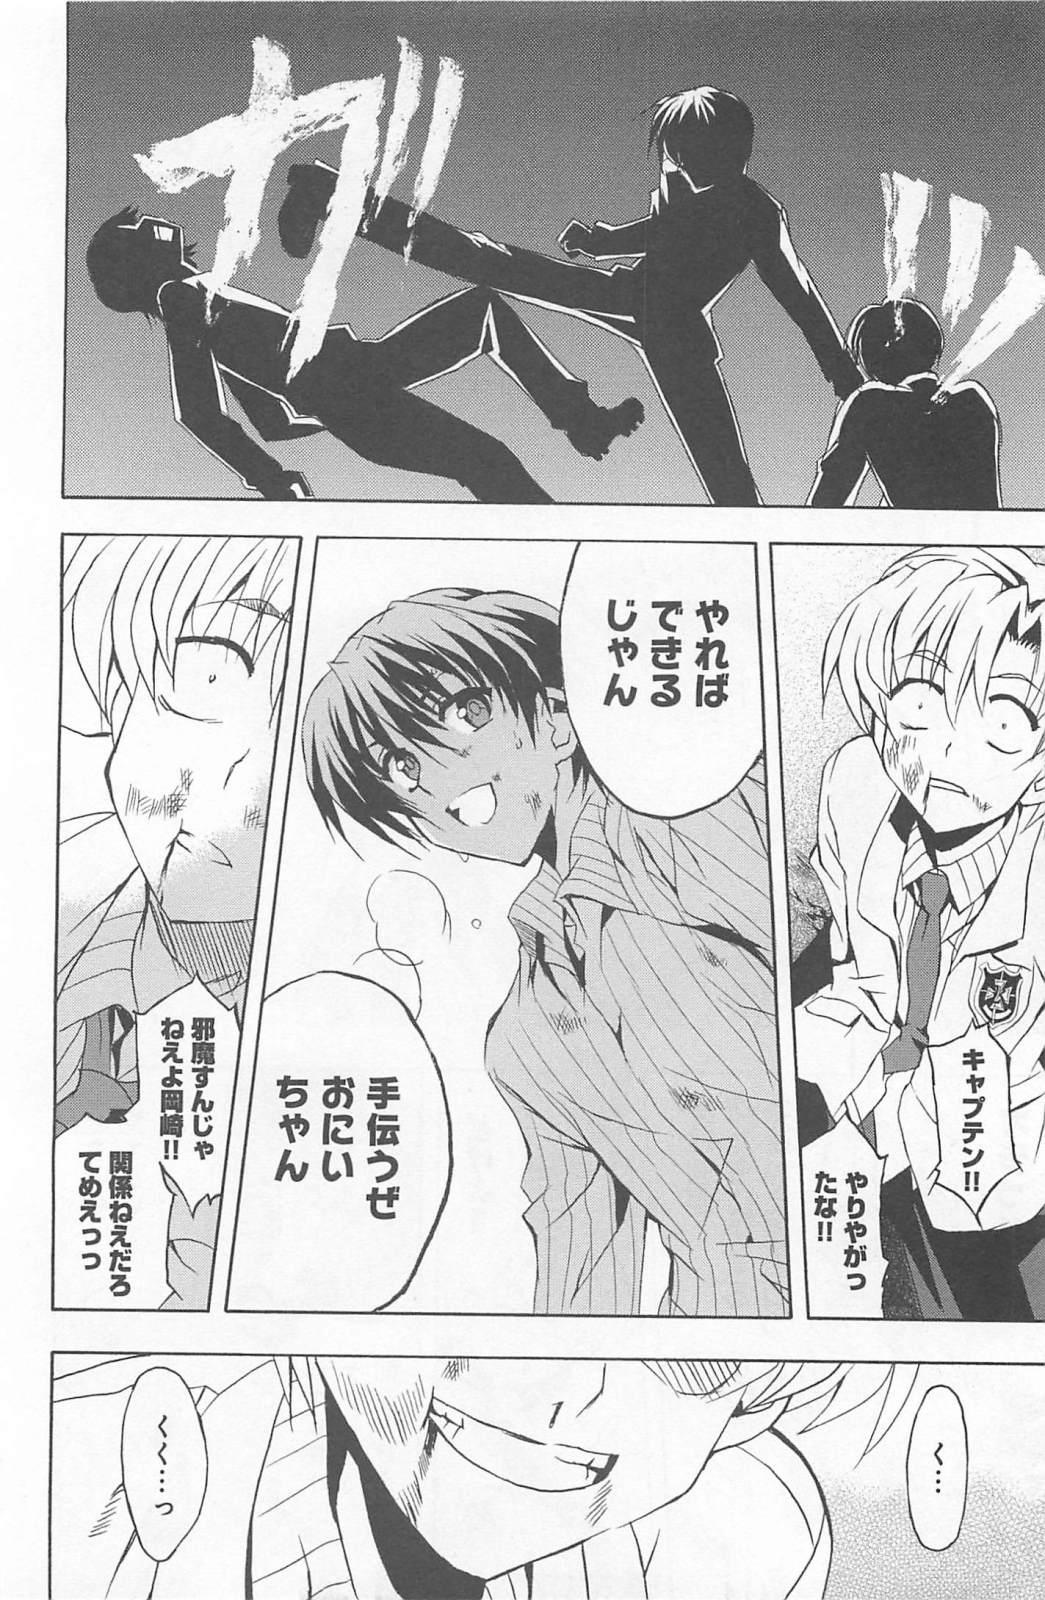 ガガッ
キャプテン!!
やりやがっ
たな!!
やれば
できる
じゃん
手伝うぜ
おにい
ちゃん
邪魔すんじゃ
ねえよ岡崎!!
関係ねえだろ
てめえっっ
く…
くく…っ